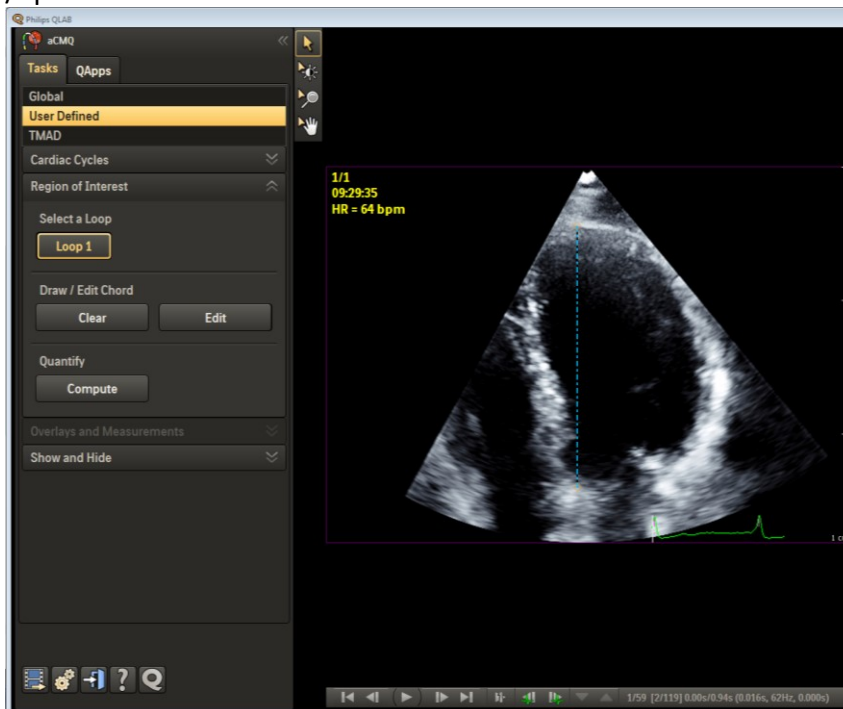 Philips QLAB
aCMQ
Tasks QApps
Global
User Defined
TMAD
Cardiac Cycles
Region of Interest
Select a Loop
Loop 1
Draw / Edit Chord
Clear Edit
Quantify
Compute
Overlays and Measurements
Show and Hide
1/1
09:29:35
HR = 64 bpm
1/59 [2/119] 0.00s/0.94s (0.016s, 62Hz, 0.000s)